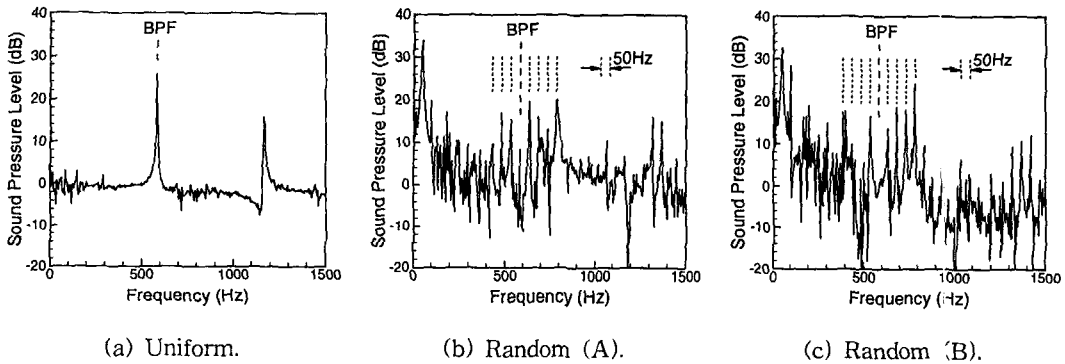 40
30
20
10
0
-10
-20
0
500
1000
1500
Sound Pressure Level (dB)
Frequency (Hz)
BPF
(a) Uniform.
40
30
20
10
0
-10
-20
0
500
1000
1500
Sound Pressure Level (dB)
Frequency (Hz)
BPF
50Hz
(b) Random (A).
40
30
20
10
0
-10
-20
0
500
1000
1500
Sound Pressure Level (dB)
Frequency (Hz)
BPF
50Hz
(c) Random (B).